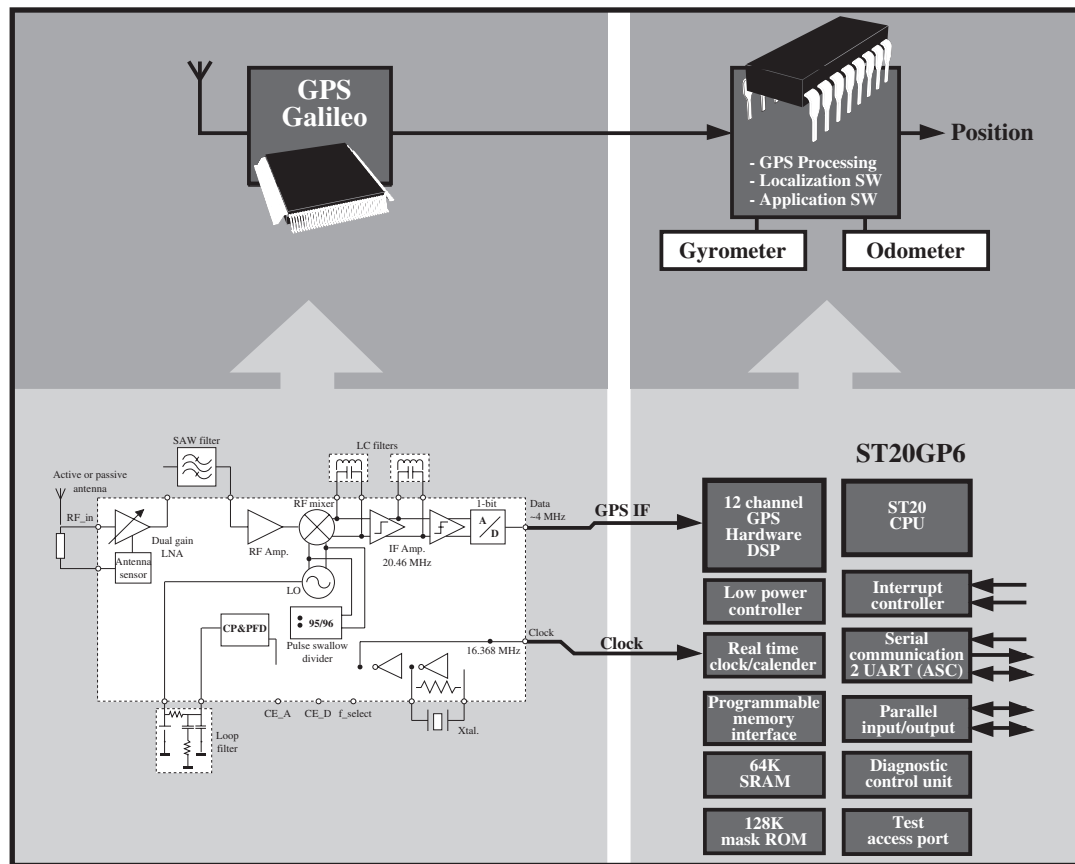 GPS
Galileo
- GPS Processing
- Localization SW
- Application SW
Position
Gyrometer
Odometer
SAW filter
LC filters
Active or passive
antenna
RF_in
RF mixer
1-bit
Data
~4 MHz
A
D
Dual gain
LNA
Antenna
sensor
RF Amp.
IF Amp.
20.46 MHz
LO
CP&PFD
95/96
Pulse swallow
divider
Clock
16.368 MHz
CE_A
CE_D
f_select
Xtal.
Loop
filter
GPS IF
Clock
ST20GP6
12 channel
GPS
Hardware
DSP
ST20
CPU
Low power
controller
Interrupt
controller
Real time
clock/calender
Serial
communication
2 UART (ASC)
Programmable
memory
interface
Parallel
input/output
64K
SRAM
Diagnostic
control unit
128K
mask ROM
Test
access port